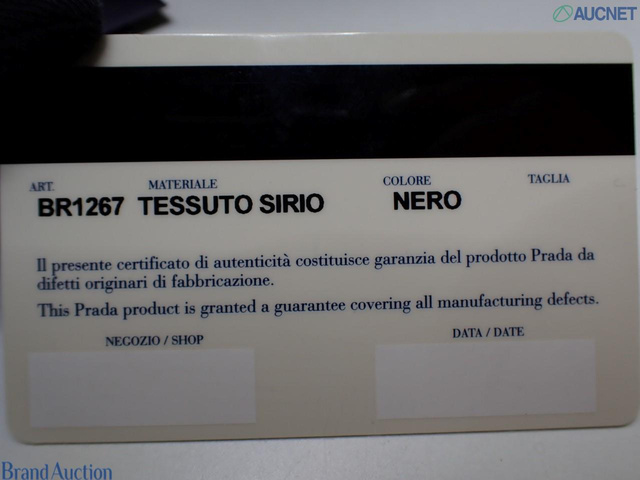 AUCNET
ART. MATERIALE COLORE TAGLIA
BR1267 TESSUTO SIRIO NERO
Il presente certificato di autenticità costituisce garanzia del prodotto Prada da
difetti originari di fabbricazione.
This Prada product is granted a guarantee covering all manufacturing defects.
NEGOZIO / SHOP DATA / DATE
Brand Auction